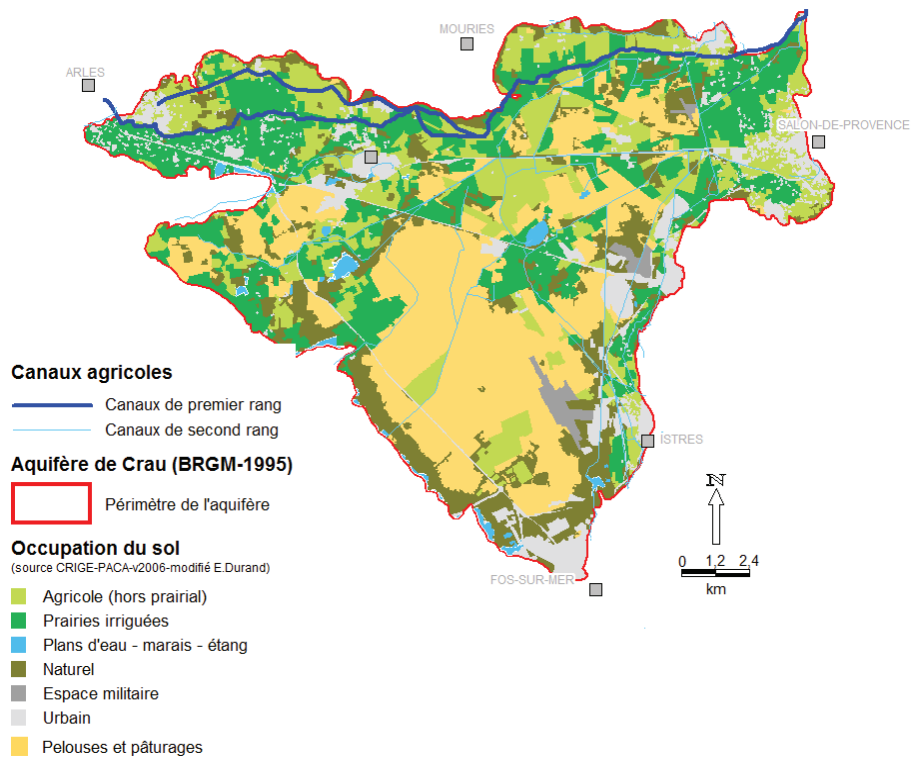 MOURIES
ARLES
SALON-DE-PROVENCE
Canaux agricoles
Canaux de premier rang
Canaux de second rang
ÍSTRES
Aquifère de Crau (BRGM-1995)
N
Périmètre de l'aquifère
0 1,2 2,4
km
Occupation du sol
(source CRIGE-PACA-v2006-modifié E.Durand)
FOS-SUR-MER
Agricole (hors prairial)
Prairies irriguées
Plans d'eau - marais - étang
Naturel
Espace militaire
Urbain
Pelouses et pâturages